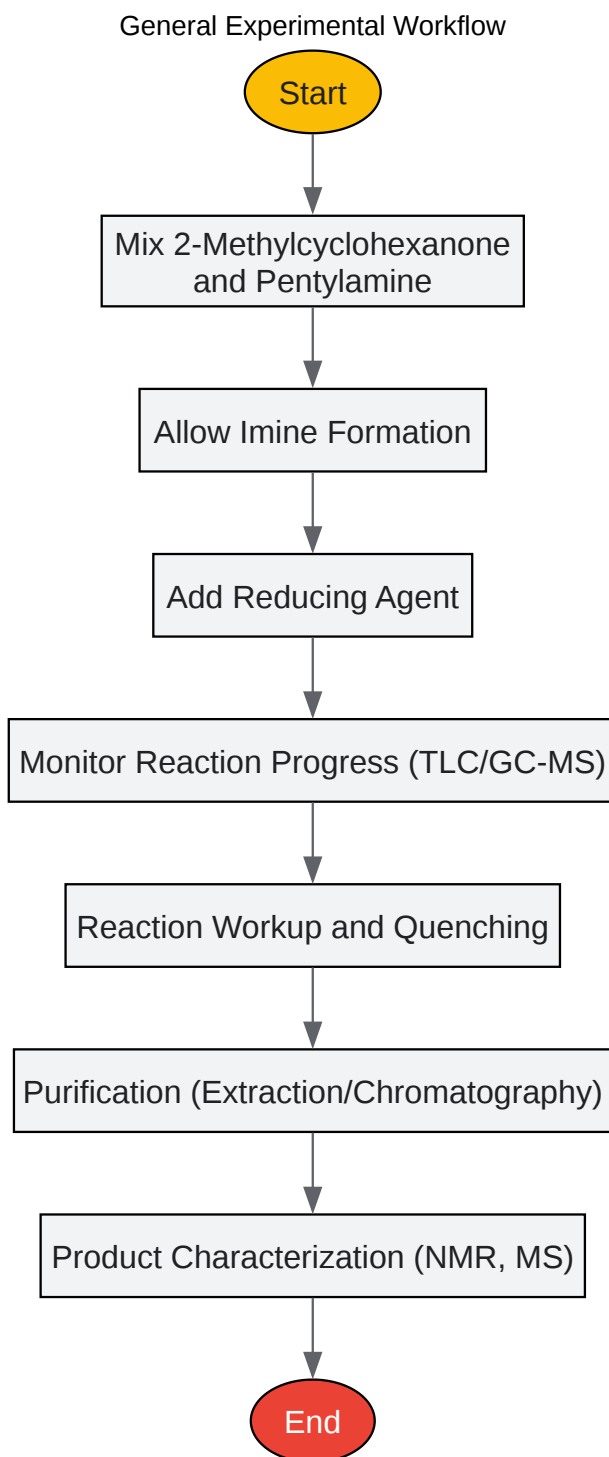 General Experimental Workflow
Start
Mix 2-Methylcyclohexanone
and Pentylamine
Allow Imine Formation
Add Reducing Agent
Monitor Reaction Progress (TLC/GC-MS)
Reaction Workup and Quenching
Purification (Extraction/Chromatography)
Product Characterization (NMR, MS)
End